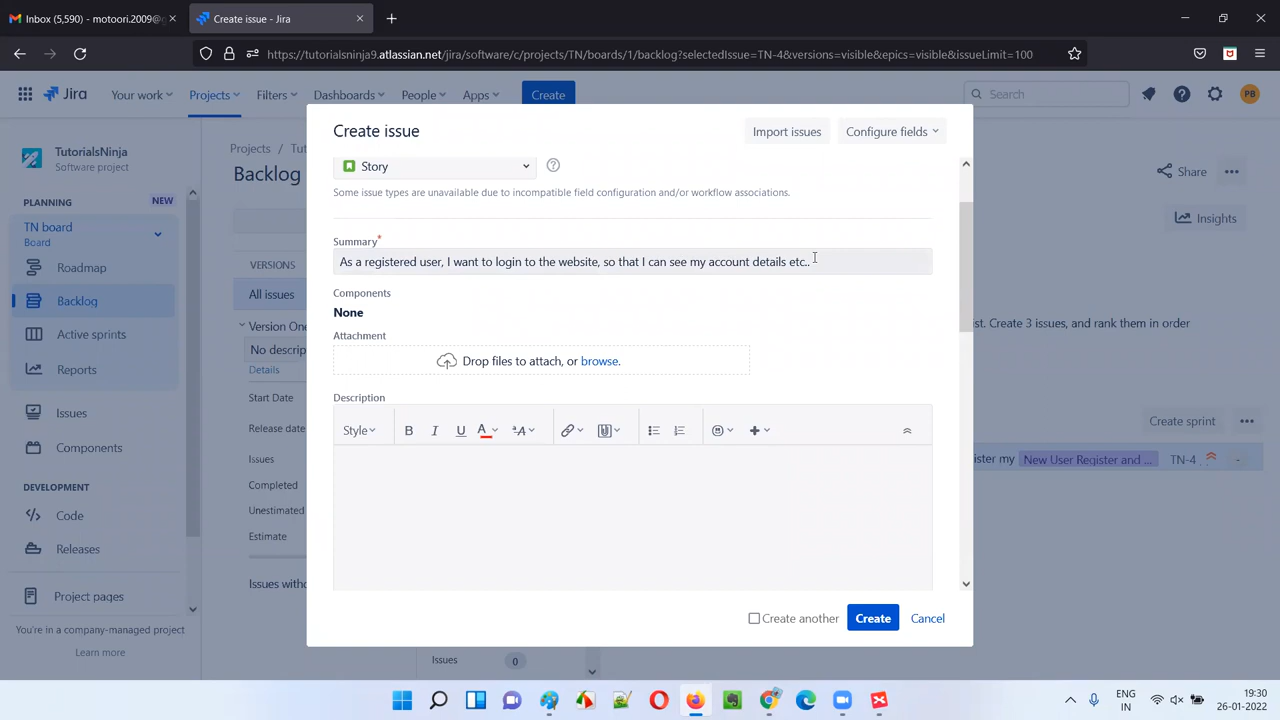 Inbox (5,590) - motoori.2009@
Create issue - Jira
https://tutorialsninja9.atlassian.net/jira/software/c/projects/TN/boards/1/backlog?selectedIssue=TN-4&versions=visible&epics=visible&issueLimit=100
Jira Your work Projects Filters Dashboards People Apps Create Search PB
TutorialsNinja
Software project
Projects / Tut
Backlog
Share
Insights
PLANNING NEW
TN board
Board
Roadmap
Backlog
Active sprints
Reports
Issues
Components
DEVELOPMENT
Code
Releases
Project pages
You're in a company-managed project
Learn more
VERSIONS
All issues
Version One
No descrip
Details
Start Date
Release date
Issues
Completed
Unestimated
Estimate
Issues witho
Create issue
Import issues Configure fields
Story
Some issue types are unavailable due to incompatible field configuration and/or workflow associations.
Summary*
As a registered user, I want to login to the website, so that I can see my account details etc..
Components
None
Attachment
Drop files to attach, or browse.
Description
Style B I U A
Create another Create Cancel
st. Create 3 issues, and rank them in order
Create sprint
ister my New User Register and ... TN-4 -
Issues 0
ENG
IN
19:30
26-01-2022